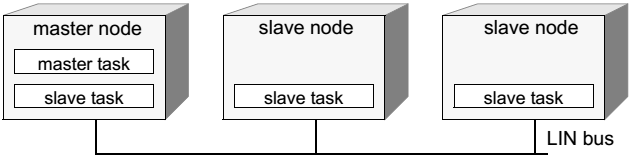 master node
master task
slave task
slave node
slave task
slave node
slave task
LIN bus